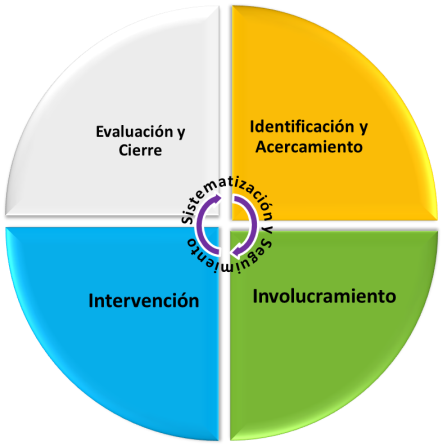 Evaluación y
Cierre
Identificación y
Acercamiento
Sistematización y Seguimiento
Intervención
Involucramiento